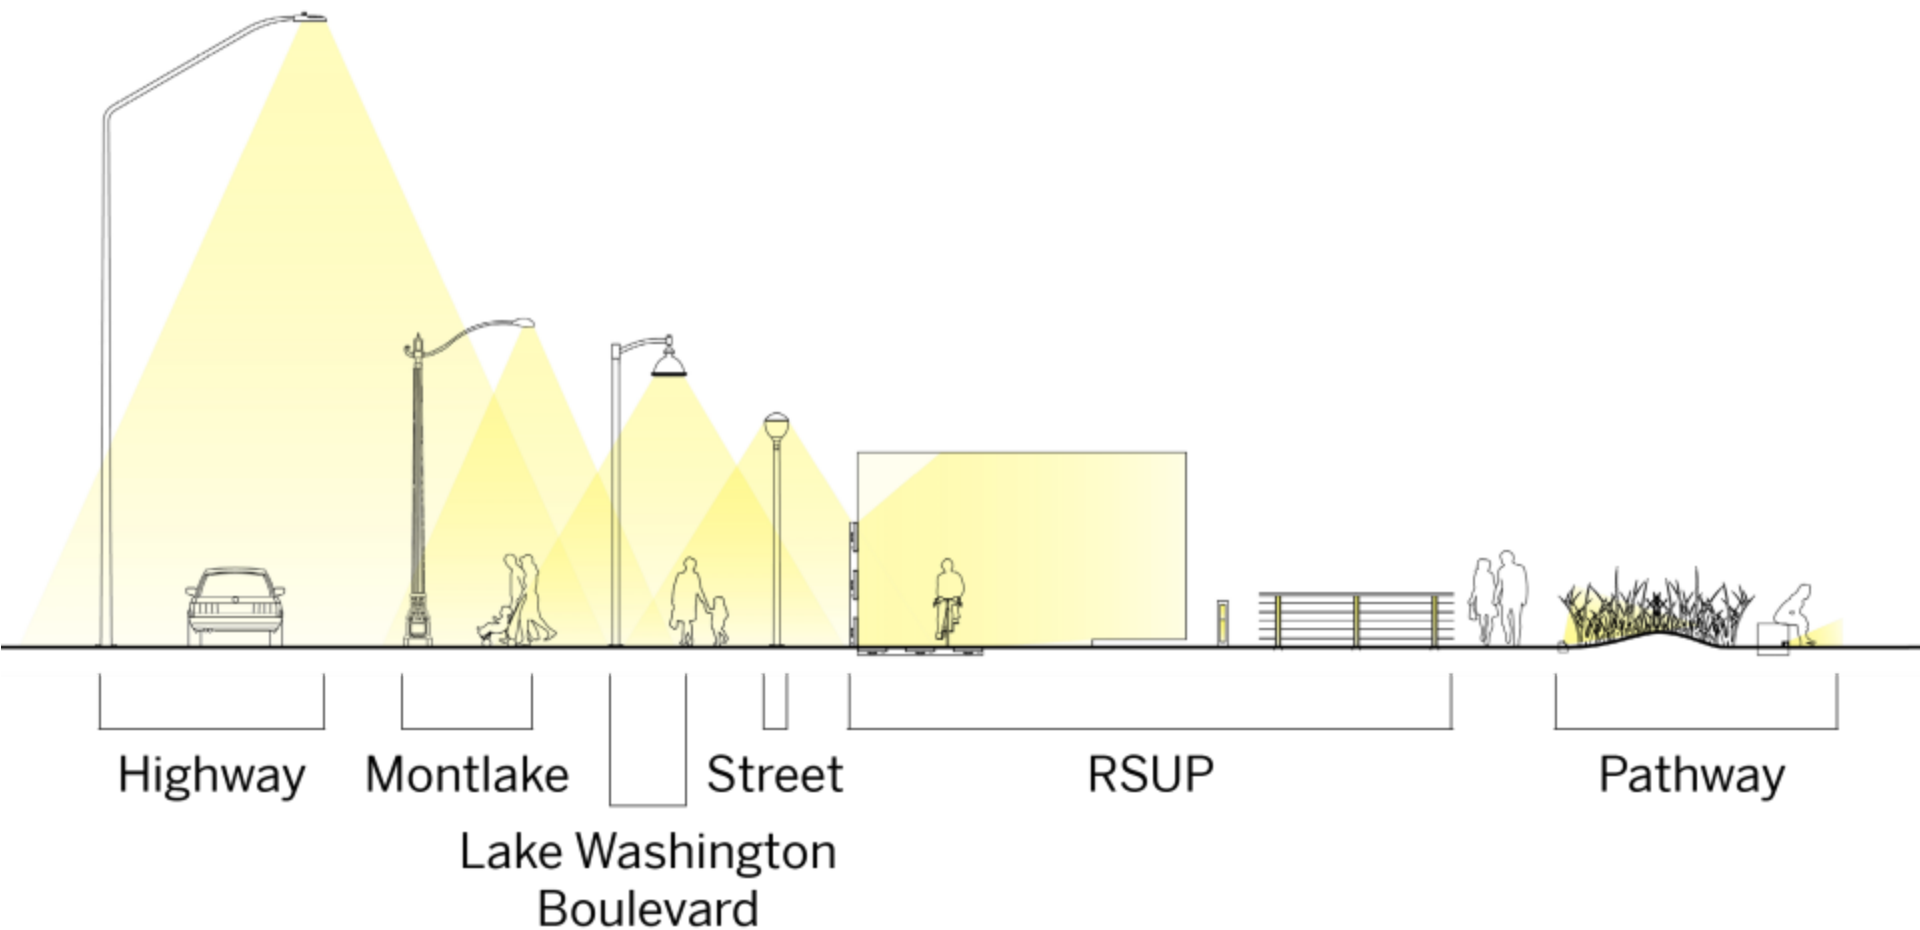 Highway
Montlake
Lake Washington
Boulevard
Street
RSUP
Pathway